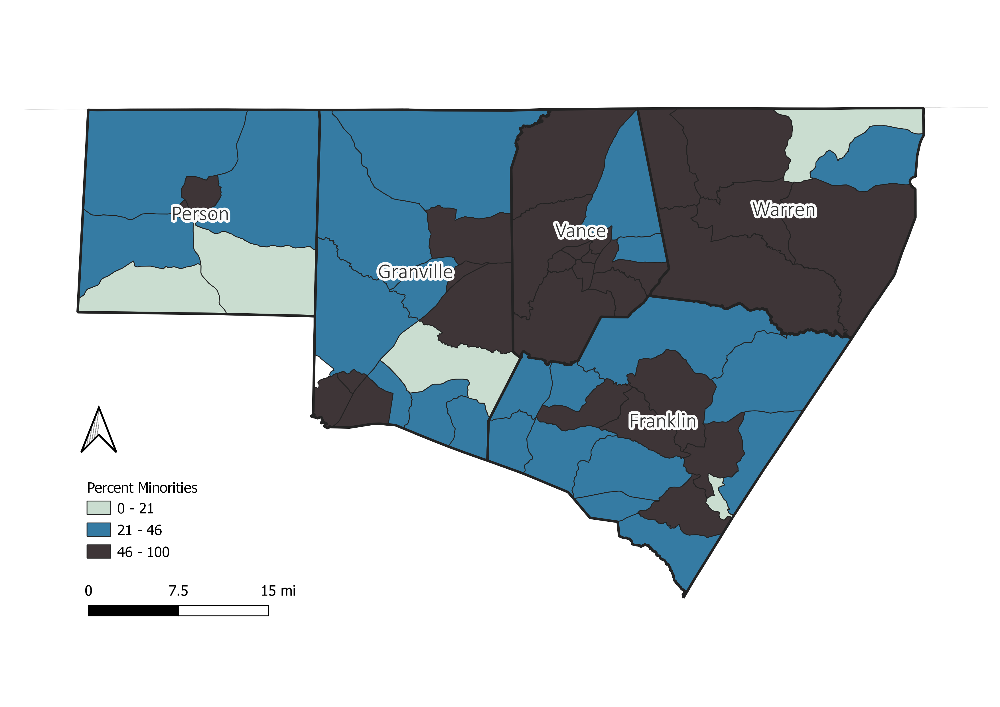 Person
Granville
Vance
Warren
Franklin
Percent Minorities
0 - 21
21 - 46
46 - 100
0 7.5 15 mi